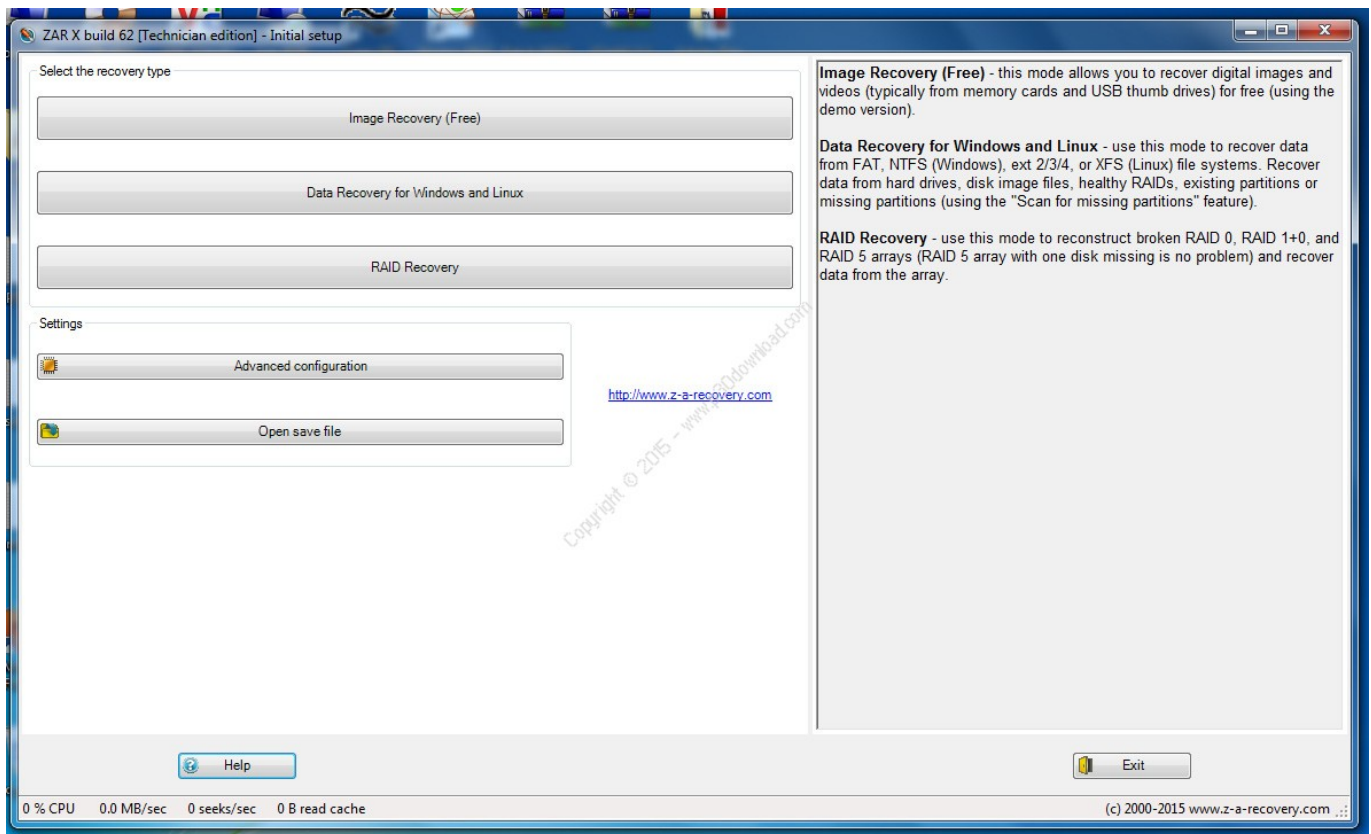 ZAR X build 62 [Technician edition] - Initial setup
Select the recovery type
Image Recovery (Free)
Data Recovery for Windows and Linux
RAID Recovery
Settings
Advanced configuration
Open save file
http://www.z-a-recovery.com
Copyright © 2015 - www.p30download.com
Image Recovery (Free) - this mode allows you to recover digital images and
videos (typically from memory cards and USB thumb drives) for free (using the
demo version).
Data Recovery for Windows and Linux - use this mode to recover data
from FAT, NTFS (Windows), ext 2/3/4, or XFS (Linux) file systems. Recover
data from hard drives, disk image files, healthy RAIDs, existing partitions or
missing partitions (using the "Scan for missing partitions" feature).
RAID Recovery - use this mode to reconstruct broken RAID 0, RAID 1+0, and
RAID 5 arrays (RAID 5 array with one disk missing is no problem) and recover
data from the array.
Help
Exit
0 % CPU 0.0 MB/sec 0 seeks/sec 0 B read cache
(c) 2000-2015 www.z-a-recovery.com